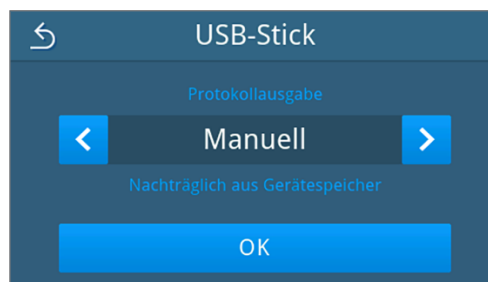 USB-Stick
Protokollausgabe
Manuell
Nachträglich aus Gerätespeicher
OK